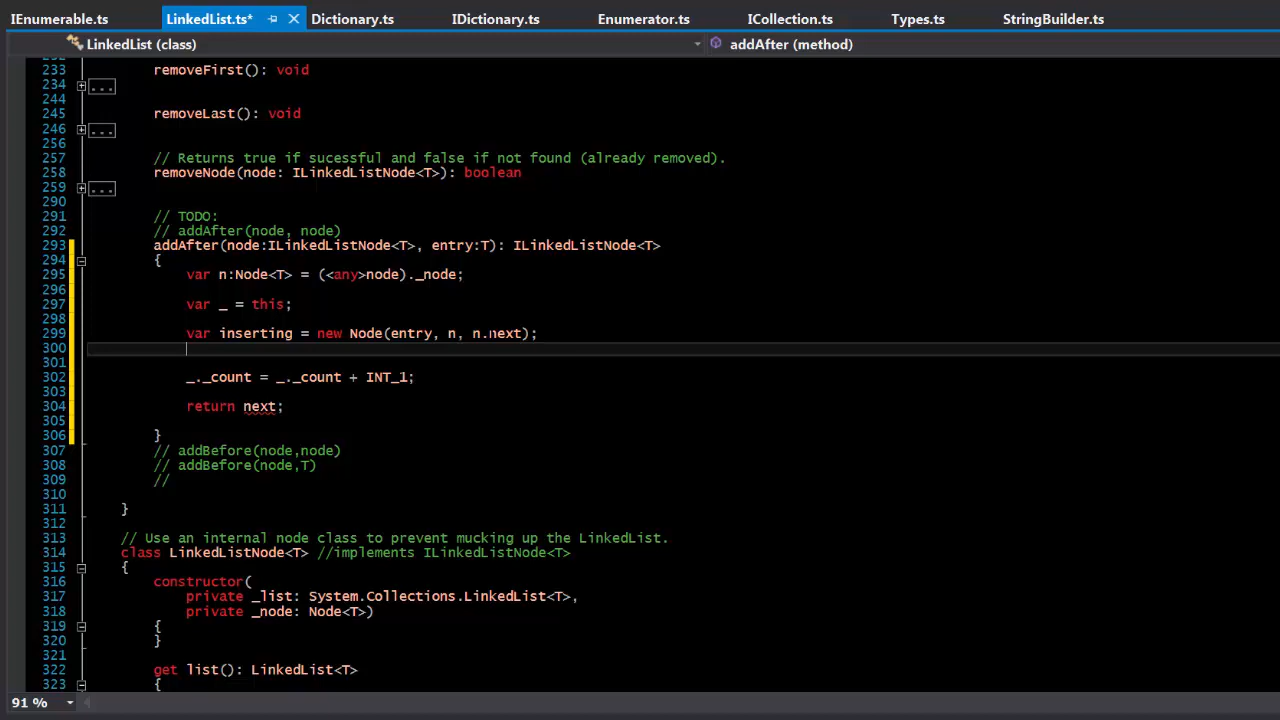 IEnumerable.ts LinkedList.ts* Dictionary.ts IDictionary.ts Enumerator.ts ICollection.ts Types.ts StringBuilder.ts
LinkedList (class) addAfter (method)
233 removeFirst(): void
234 ...
244
245 removeLast(): void
246 ...
256
257 // Returns true if sucessful and false if not found (already removed).
258 removeNode(node: ILinkedListNode<T>): boolean
259 ...
290
291 // TODO:
292 // addAfter(node, node)
293 addAfter(node:ILinkedListNode<T>, entry:T): ILinkedListNode<T>
294 {
295 var n:Node<T> = (<any>node)._node;
296
297 var _ = this;
298
299 var inserting = new Node(entry, n, n.next);
300
301
302 _._count = _._count + INT_1;
303
304 return next;
305
306 }
307 // addBefore(node,node)
308 // addBefore(node,T)
309 //
310
311 }
312
313 // Use an internal node class to prevent mucking up the LinkedList.
314 class LinkedListNode<T> //implements ILinkedListNode<T>
315 {
316 constructor(
317 private _list: System.Collections.LinkedList<T>,
318 private _node: Node<T>)
319 {
320 }
321
322 get list(): LinkedList<T>
323 {
91 %